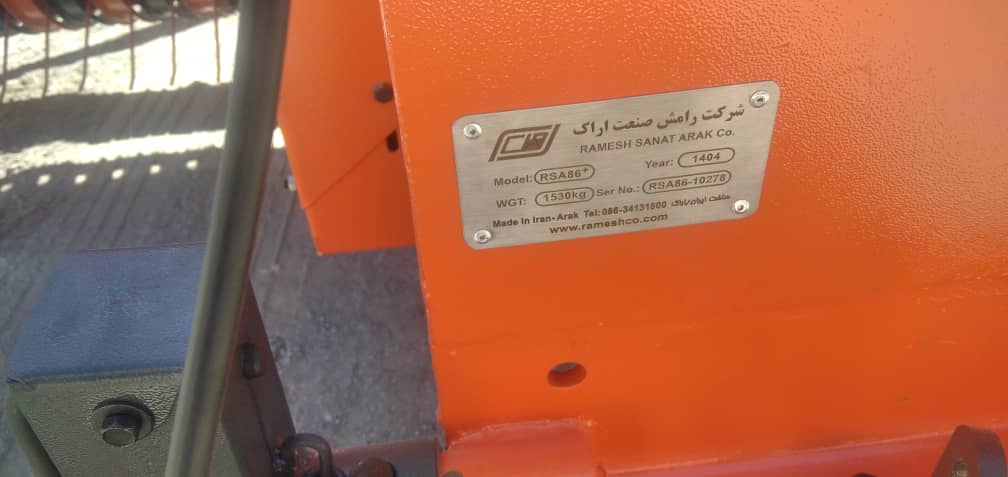 شرکت رامش صنعت اراک
RAMESH SANAT ARAK Co.
Model: RSA86+ Year: 1404
WGT: 1530kg Ser No.: RSA86-10278
Made in Iran-Arak Tel: 086-34131800 ساخت ایران/اراک
www.rameshco.com